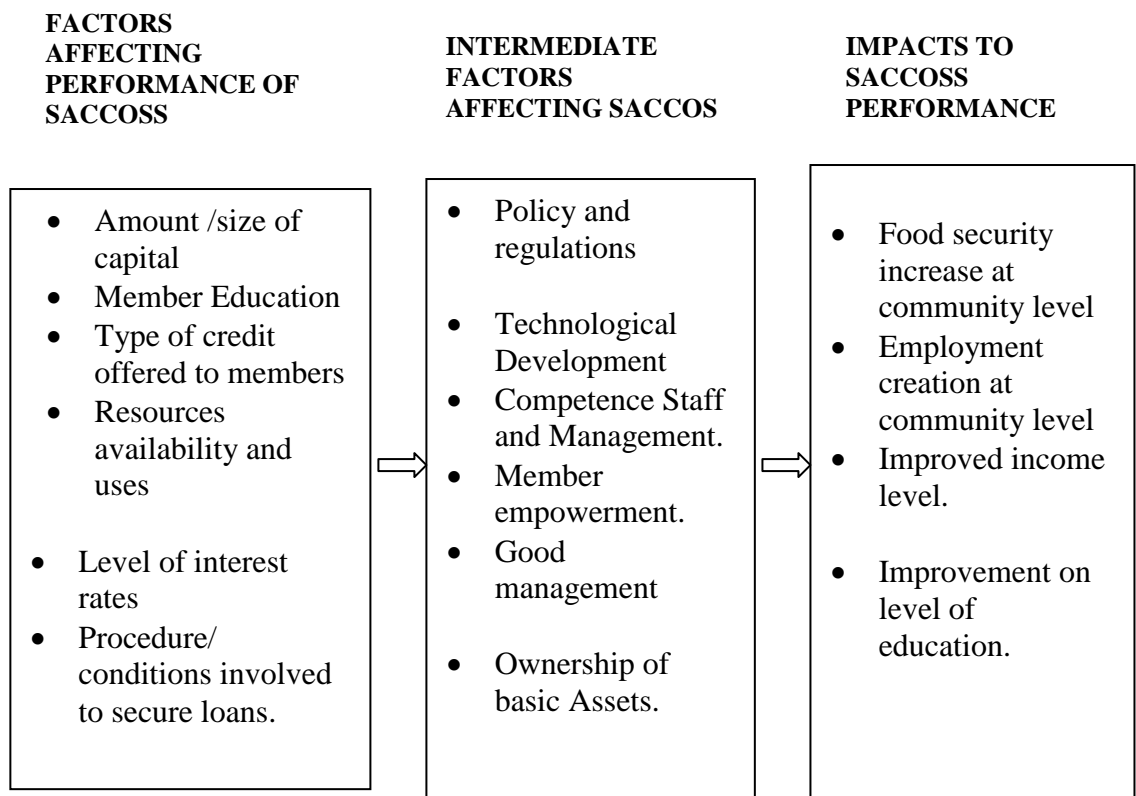 FACTORS
AFFECTING
PERFORMANCE OF
SACCOSS
• Amount /size of
capital
• Member Education
• Type of credit
offered to members
• Resources
availability and
uses
• Level of interest
rates
• Procedure/
conditions involved
to secure loans.
INTERMEDIATE
FACTORS
AFFECTING SACCOS
• Policy and
regulations
• Technological
Development
• Competence Staff
and Management.
• Member
empowerment.
• Good
management
• Ownership of
basic Assets.
IMPACTS TO
SACCOSS
PERFORMANCE
• Food security
increase at
community level
• Employment
creation at
community level
• Improved income
level.
• Improvement on
level of
education.